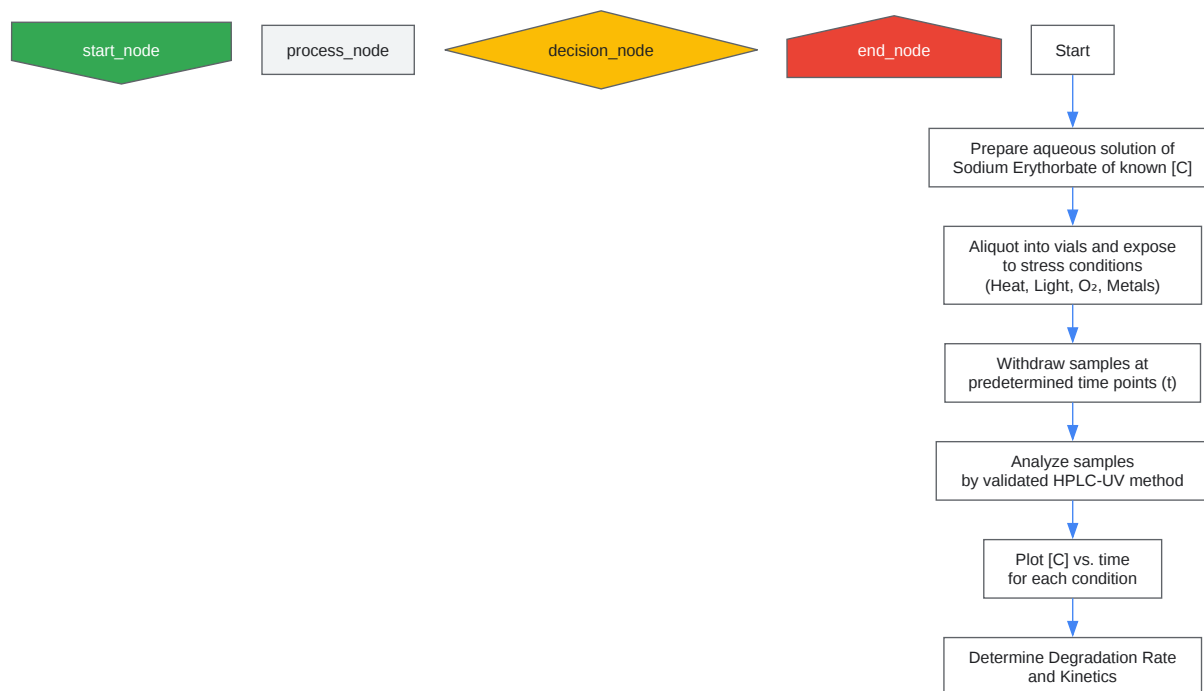 start_node
process_node
decision_node
end_node
Start
Prepare aqueous solution of
Sodium Erythorbate of known [C]
Aliquot into vials and expose
to stress conditions
(Heat, Light, O₂, Metals)
Withdraw samples at
predetermined time points (t)
Analyze samples
by validated HPLC-UV method
Plot [C] vs. time
for each condition
Determine Degradation Rate
and Kinetics